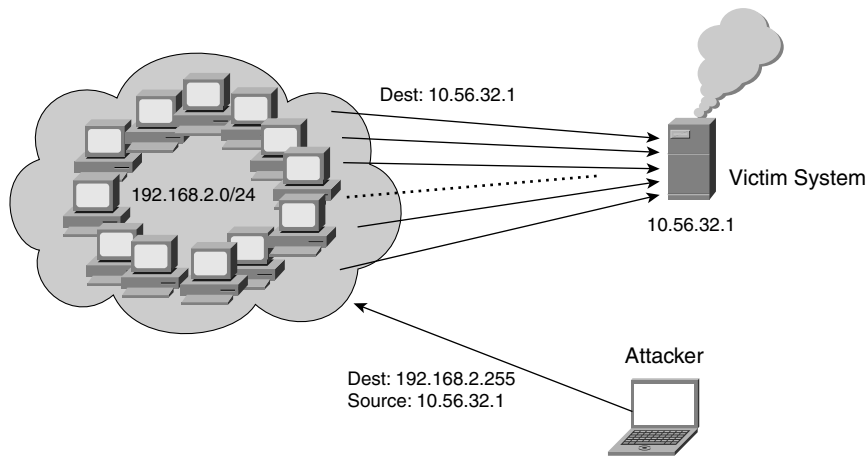 Dest: 10.56.32.1
192.168.2.0/24
Victim System
10.56.32.1
Attacker
Dest: 192.168.2.255
Source: 10.56.32.1